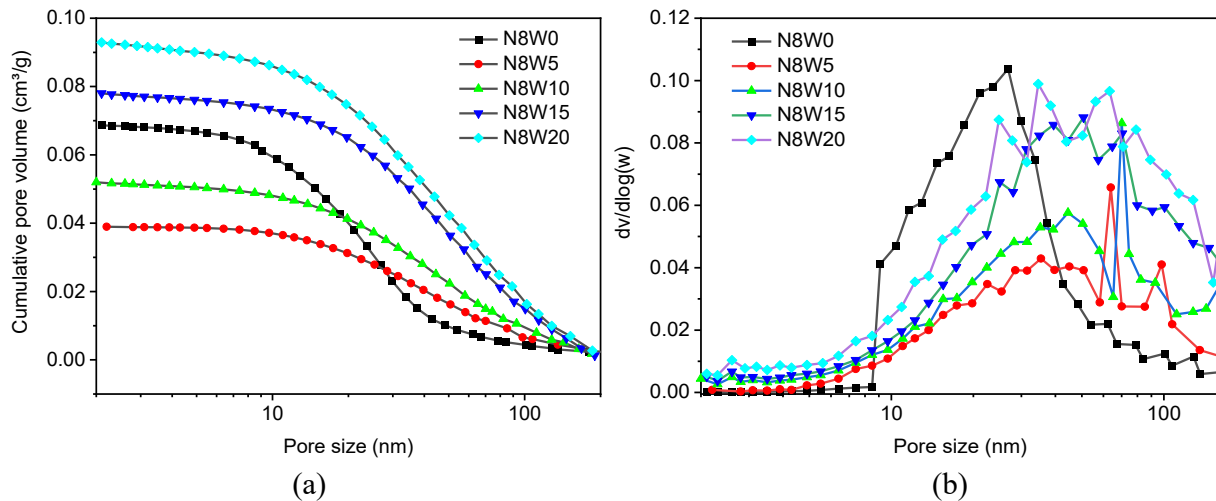 Cumulative pore volume (cm³/g)
0.10
0.08
0.06
0.04
0.02
0.00
10
100
Pore size (nm)
N8W0
N8W5
N8W10
N8W15
N8W20
(a)
dv/dlog(w)
0.12
0.10
0.08
0.06
0.04
0.02
0.00
10
100
Pore size (nm)
N8W0
N8W5
N8W10
N8W15
N8W20
(b)